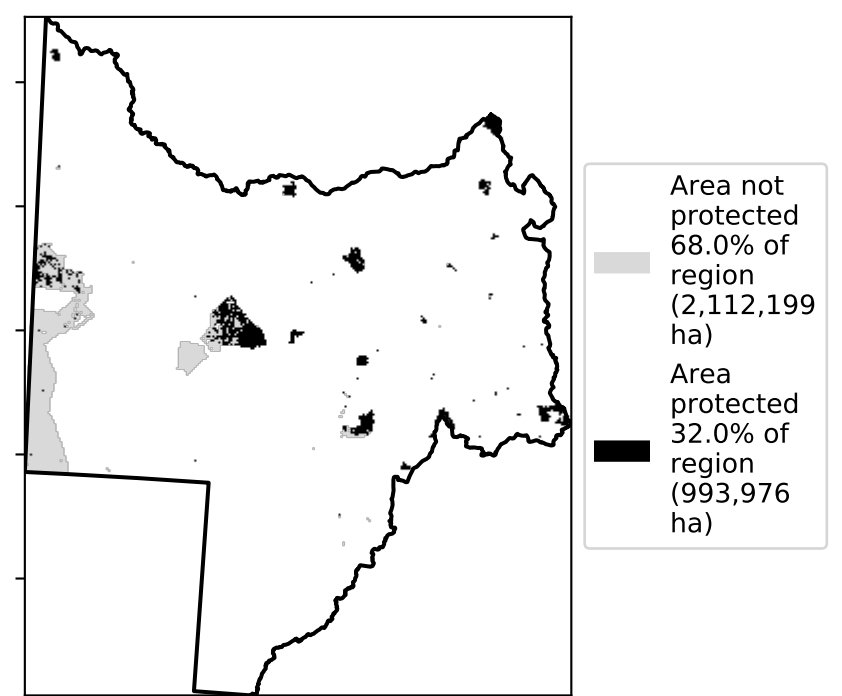 Area not
protected
68.0% of
region
(2,112,199
ha)
Area
protected
32.0% of
region
(993,976
ha)